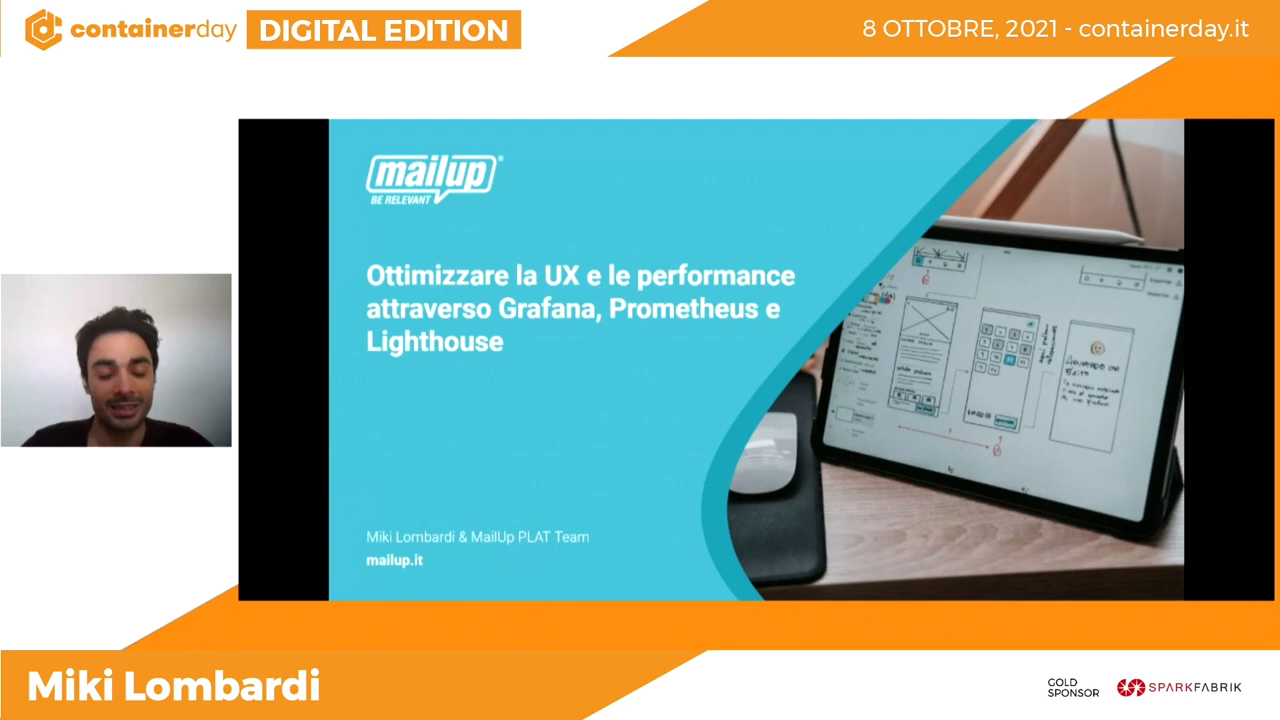 containerday DIGITAL EDITION
8 OTTOBRE, 2021 - containerday.it
mailup®
BE RELEVANT
Ottimizzare la UX e le performance
attraverso Grafana, Prometheus e
Lighthouse
Miki Lombardi & MailUp PLAT Team
mailup.it
Miki Lombardi
GOLD
SPONSOR
SPARKFABRIK